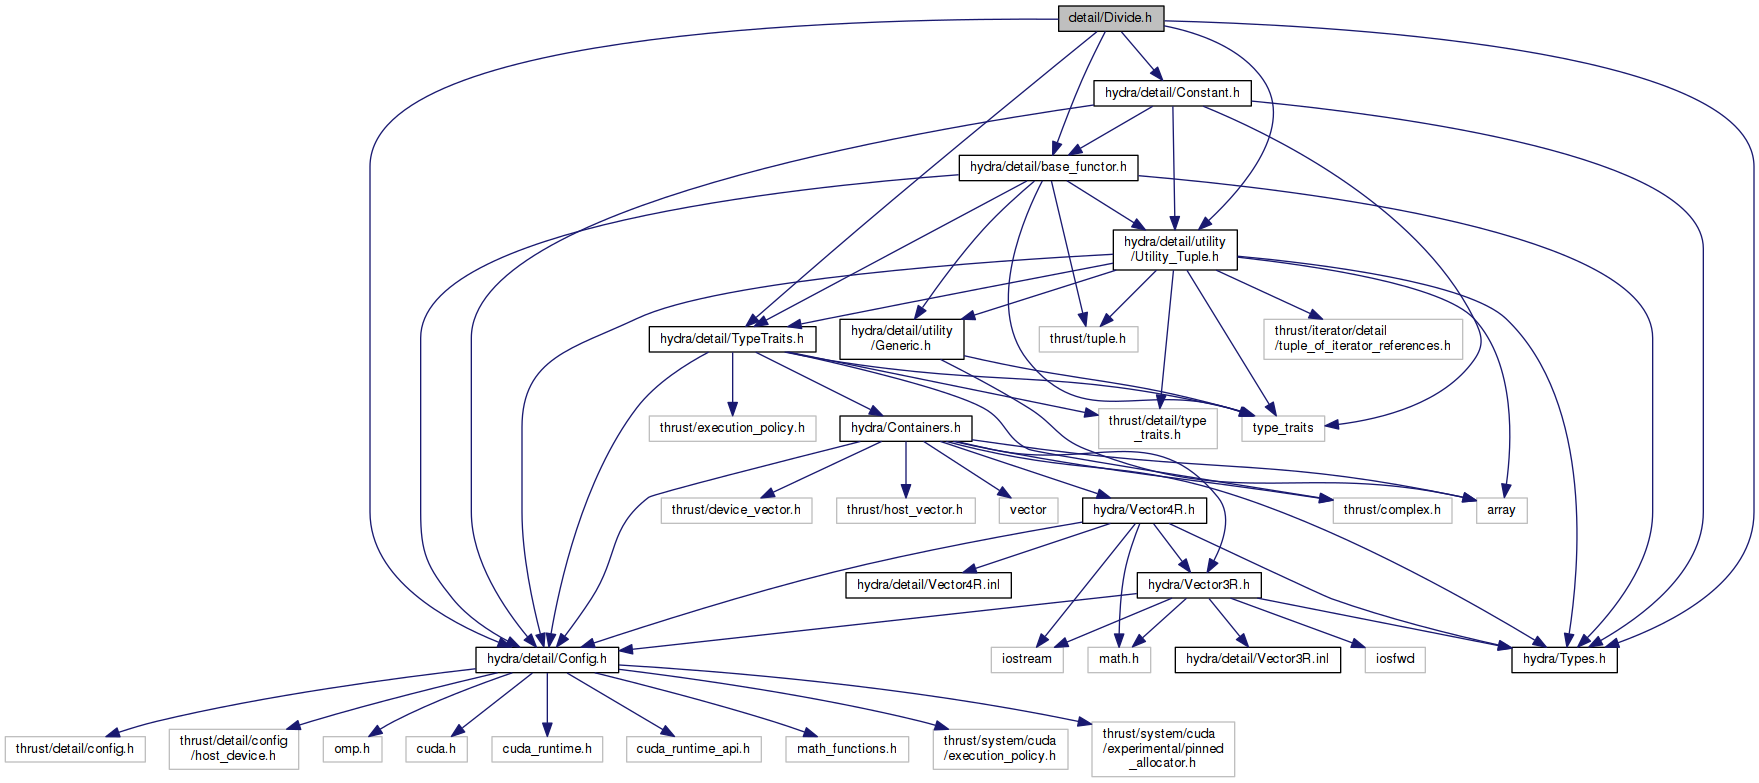 detail/Divide.h
hydra/detail/Constant.h
hydra/detail/base_functor.h
hydra/detail/utility
/Utility_Tuple.h
hydra/detail/TypeTraits.h
hydra/detail/utility
/Generic.h
thrust/tuple.h
thrust/iterator/detail
/tuple_of_iterator_references.h
thrust/execution_policy.h
hydra/Containers.h
thrust/detail/type
_traits.h
type_traits
thrust/device_vector.h
thrust/host_vector.h
vector
hydra/Vector4R.h
thrust/complex.h
array
hydra/detail/Vector4R.inl
hydra/Vector3R.h
hydra/detail/Config.h
iostream
math.h
hydra/detail/Vector3R.inl
iosfwd
hydra/Types.h
thrust/detail/config.h
thrust/detail/config
/host_device.h
omp.h
cuda.h
cuda_runtime.h
cuda_runtime_api.h
math_functions.h
thrust/system/cuda
/execution_policy.h
thrust/system/cuda
/experimental/pinned
_allocator.h